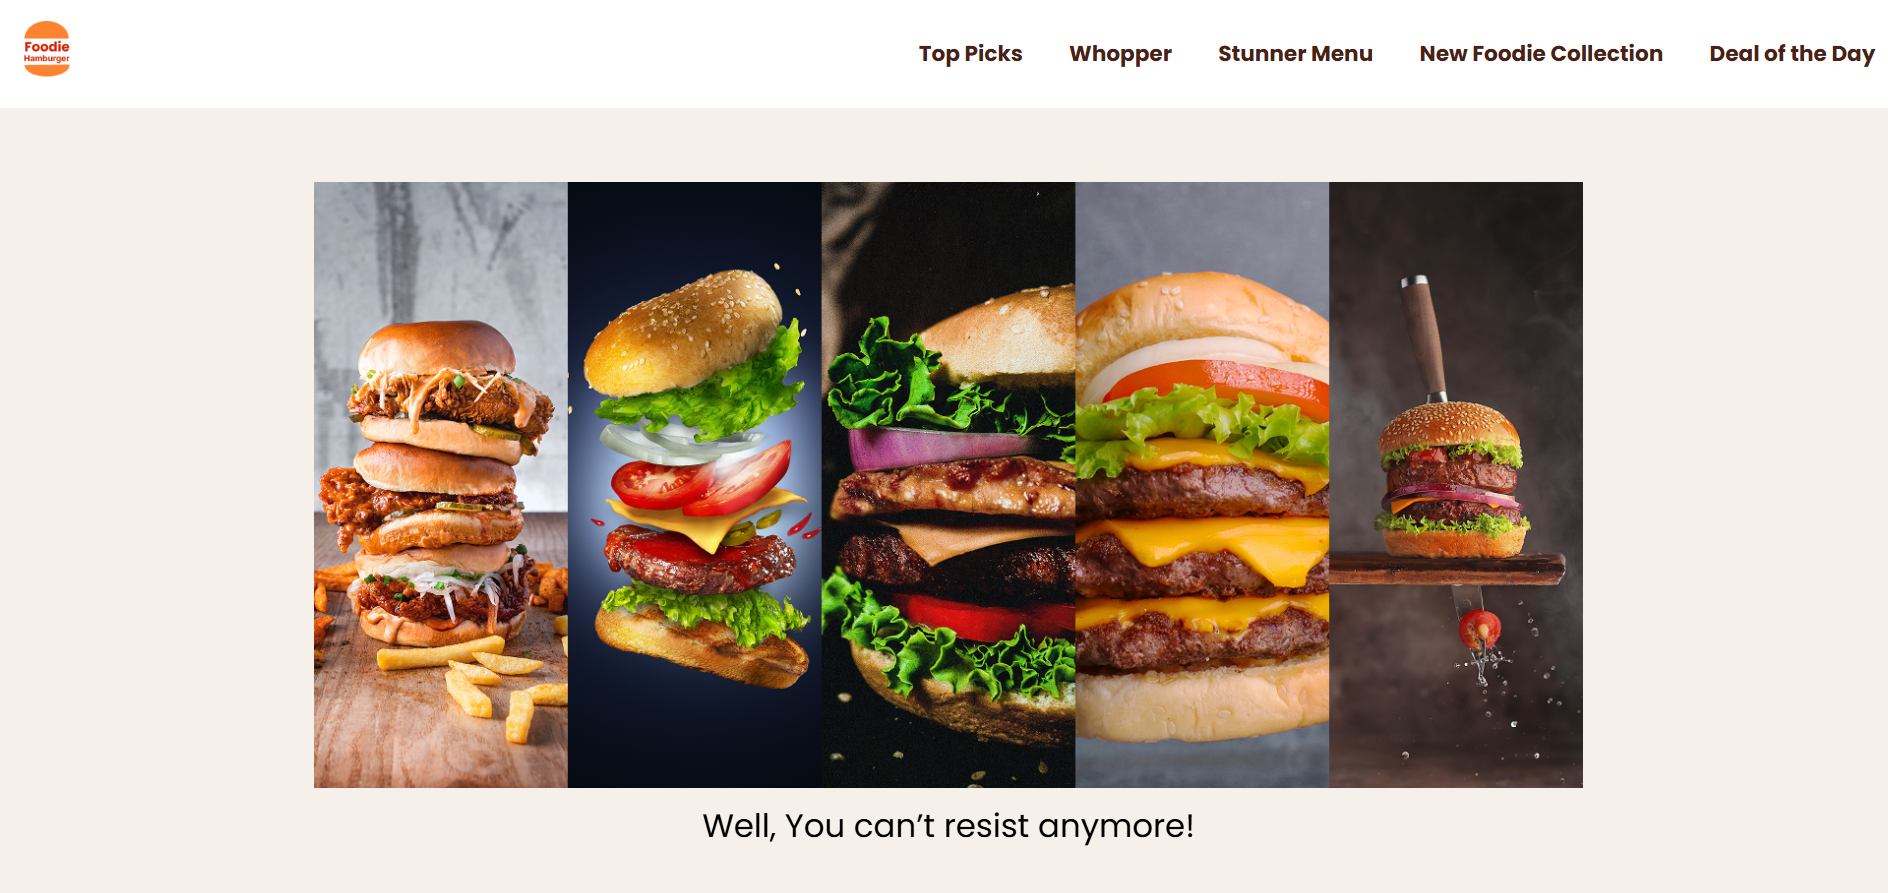 Foodie
Hamburger
Top Picks
Whopper
Stunner Menu
New Foodie Collection
Deal of the Day
Well, You can’t resist anymore!